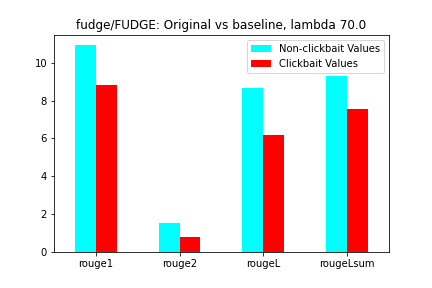 fudge/FUDGE: Original vs baseline, lambda 70.0
Non-clickbait Values
Clickbait Values
10
8
6
4
2
0
rouge1 rouge2 rougeL rougeLsum